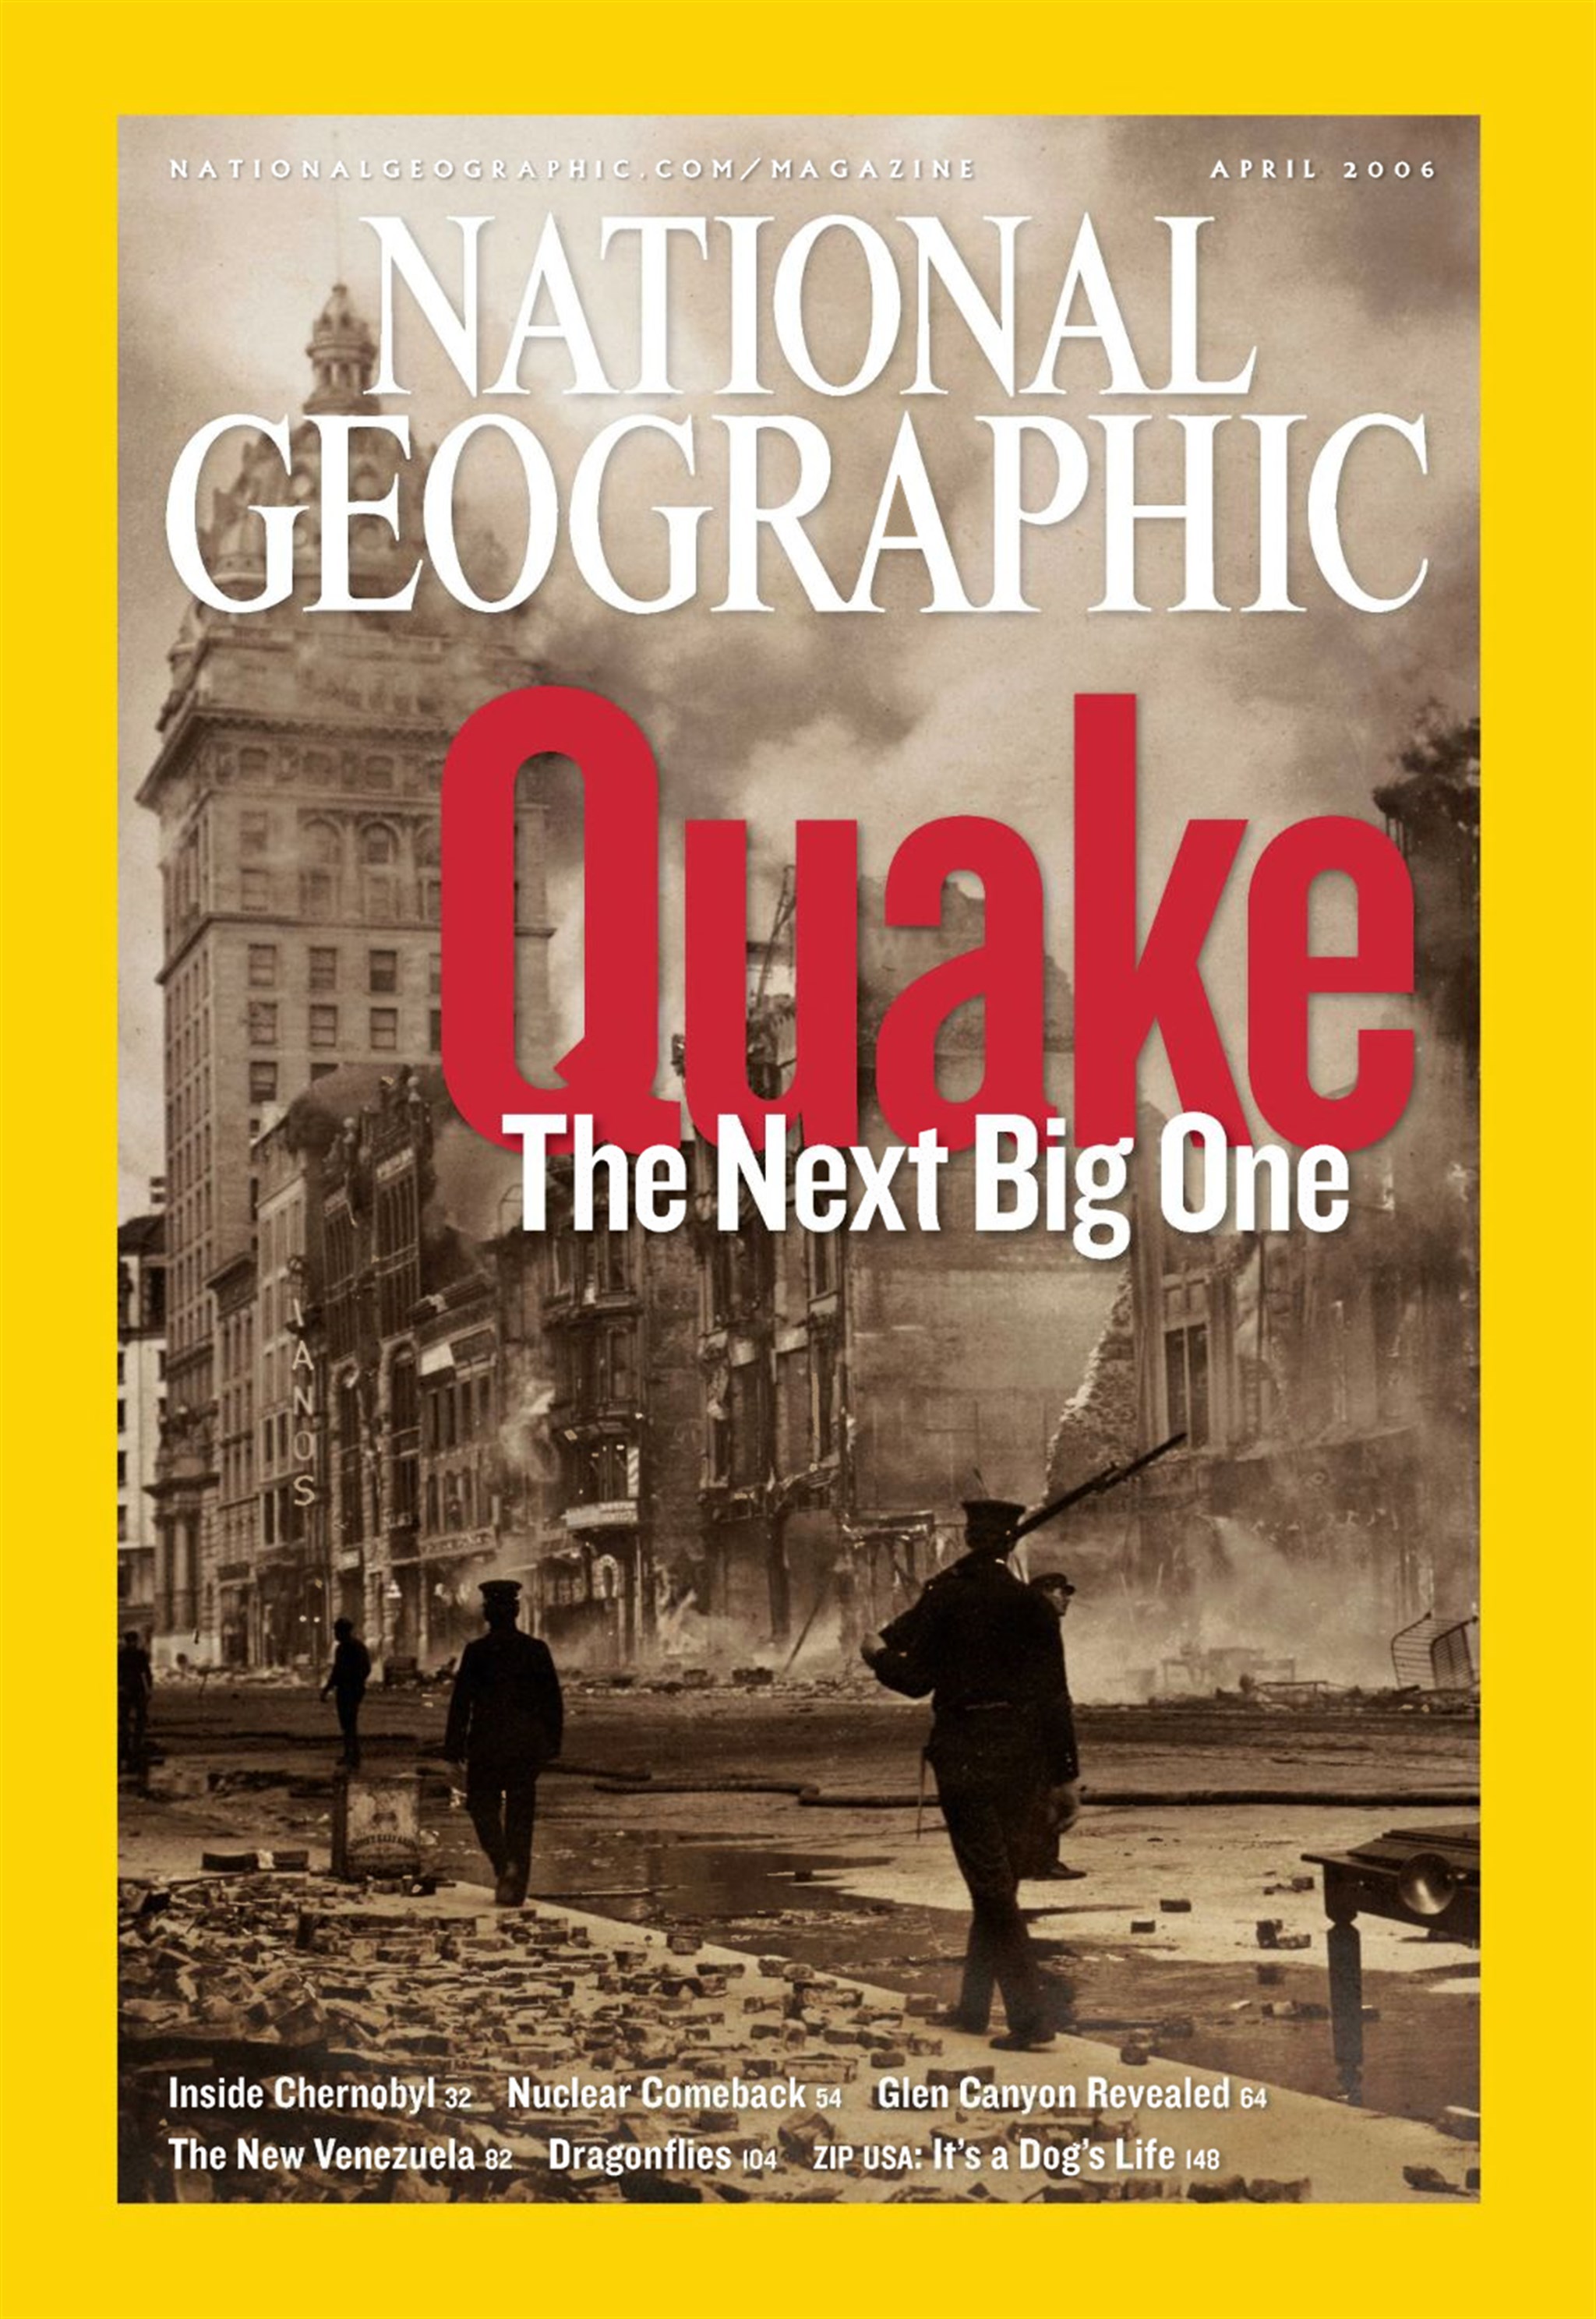 NATIONALGEOGRAPHIC.COM/MAGAZINE APRIL 2006
NATIONAL
GEOGRAPHIC
Quake
The Next Big One
IANOS
Inside Chernobyl 32 Nuclear Comeback 54 Glen Canyon Revealed 64
The New Venezuela 82 Dragonflies 104 ZIP USA: It's a Dog's Life 148